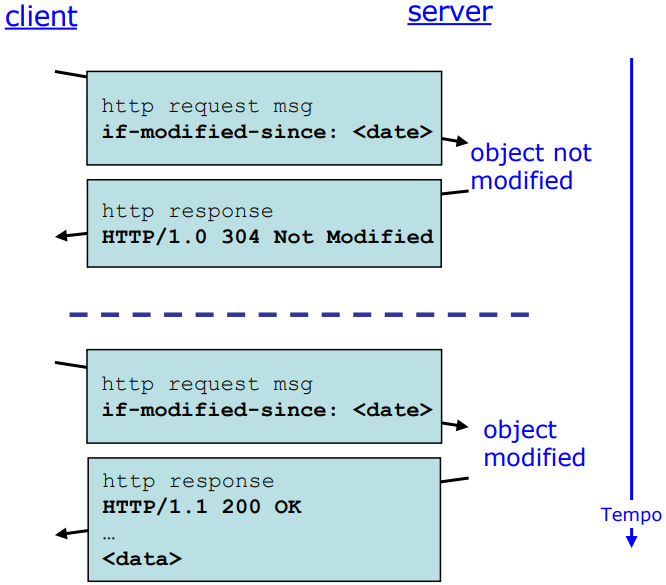 client
server
http request msg
if-modified-since: <date>
object not
modified
http response
HTTP/1.0 304 Not Modified
http request msg
if-modified-since: <date>
object
modified
http response
HTTP/1.1 200 OK
…
<data>
Tempo